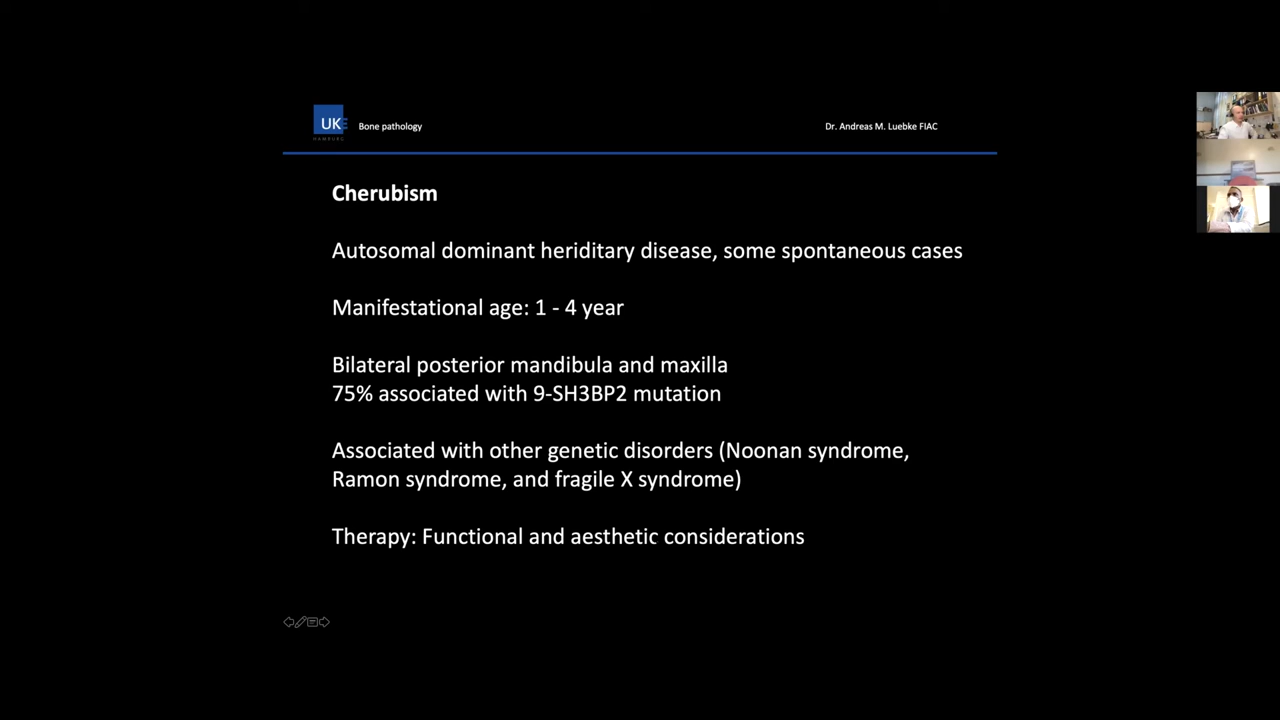 UKE
HAMBURG
Bone pathology
Dr. Andreas M. Luebke FIAC
Cherubism
Autosomal dominant heriditary disease, some spontaneous cases
Manifestational age: 1 - 4 year
Bilateral posterior mandibula and maxilla
75% associated with 9-SH3BP2 mutation
Associated with other genetic disorders (Noonan syndrome,
Ramon syndrome, and fragile X syndrome)
Therapy: Functional and aesthetic considerations